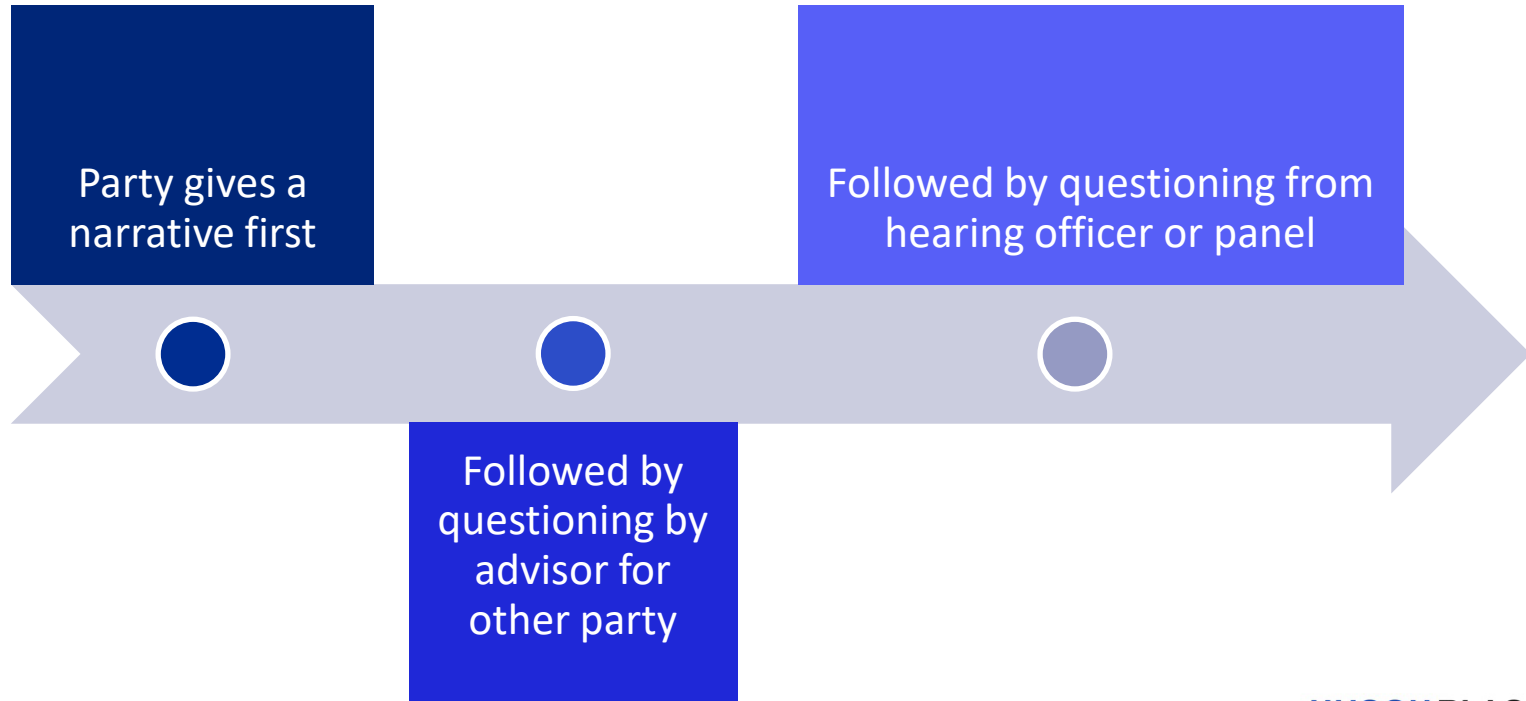 Party gives a
narrative first
Followed by
questioning by
advisor for
other party
Followed by questioning from
hearing officer or panel